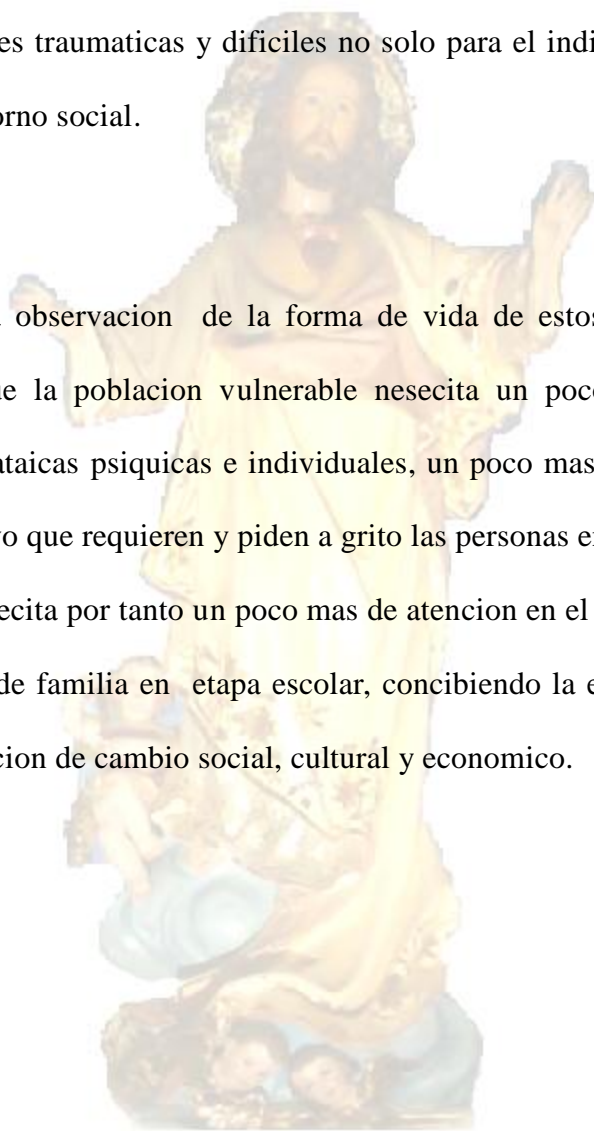 es traumaticas y dificiles no solo para el indi
orno social.
observacion de la forma de vida de estos
ue la poblacion vulnerable nesecita un poco
ataicas psiquicas e individuales, un poco mas
vo que requieren y piden a grito las personas e
ecita por tanto un poco mas de atencion en el
de familia en etapa escolar, concibiendo la e
cion de cambio social, cultural y economico.